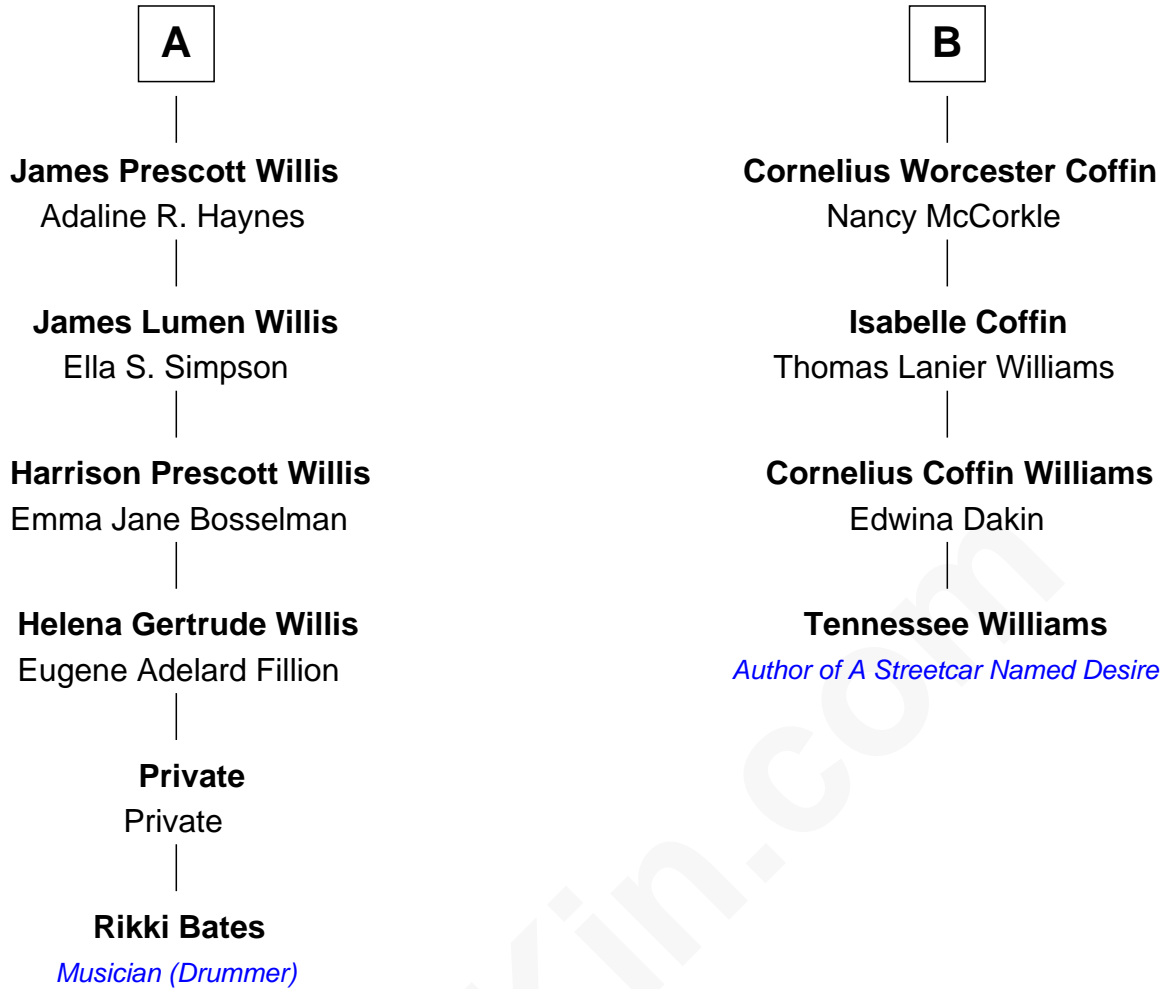 A
James Prescott Willis
Adaline R. Haynes
James Lumen Willis
Ella S. Simpson
Harrison Prescott Willis
Emma Jane Bosselman
Helena Gertrude Willis
Eugene Adelard Fillion
Private
Private
Rikki Bates
Musician (Drummer)
B
Cornelius Worcester Coffin
Nancy McCorkle
Isabelle Coffin
Thomas Lanier Williams
Cornelius Coffin Williams
Edwina Dakin
Tennessee Williams
Author of A Streetcar Named Desire